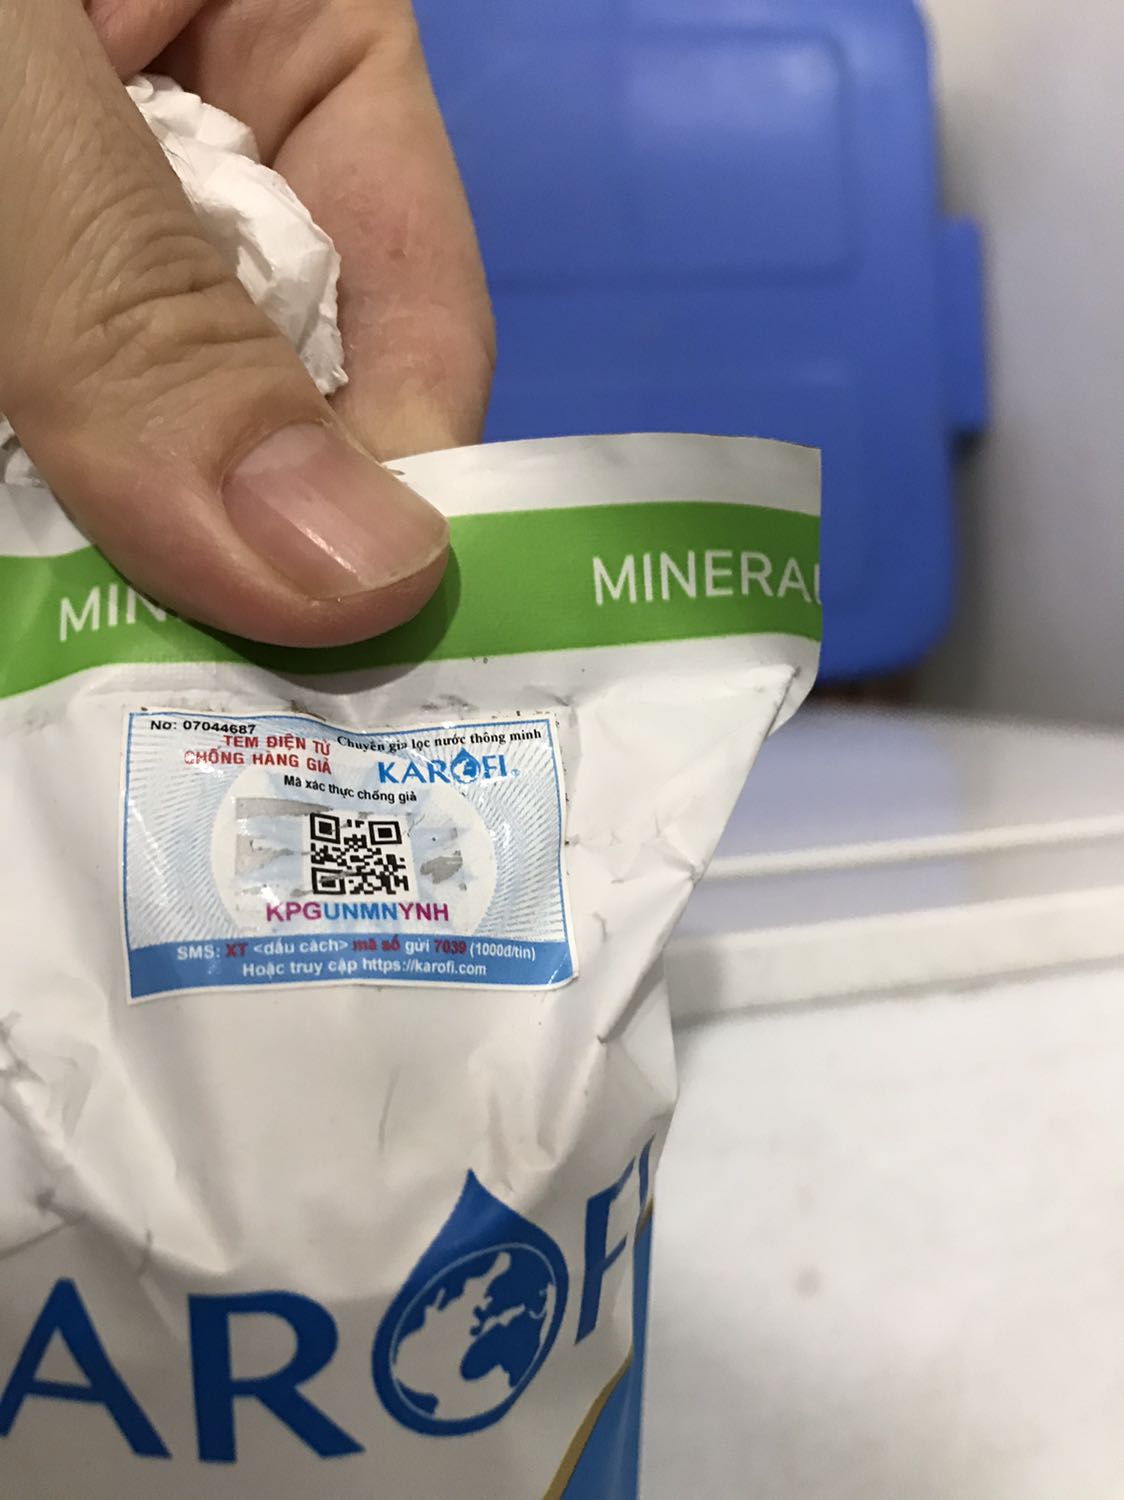 MIN
MINERAL
No: 07044687
TEM ĐIỆN TỬ
CHỐNG HÀNG GIẢ
Chuyên gia lọc nước thông minh
KAROFI®
Mã xác thực chống giả
KPGUNMNYNH
SMS: XT <dấu cách> mã số gửi 7039 (1000đ/tin)
Hoặc truy cập https://karofi.com
AROFI